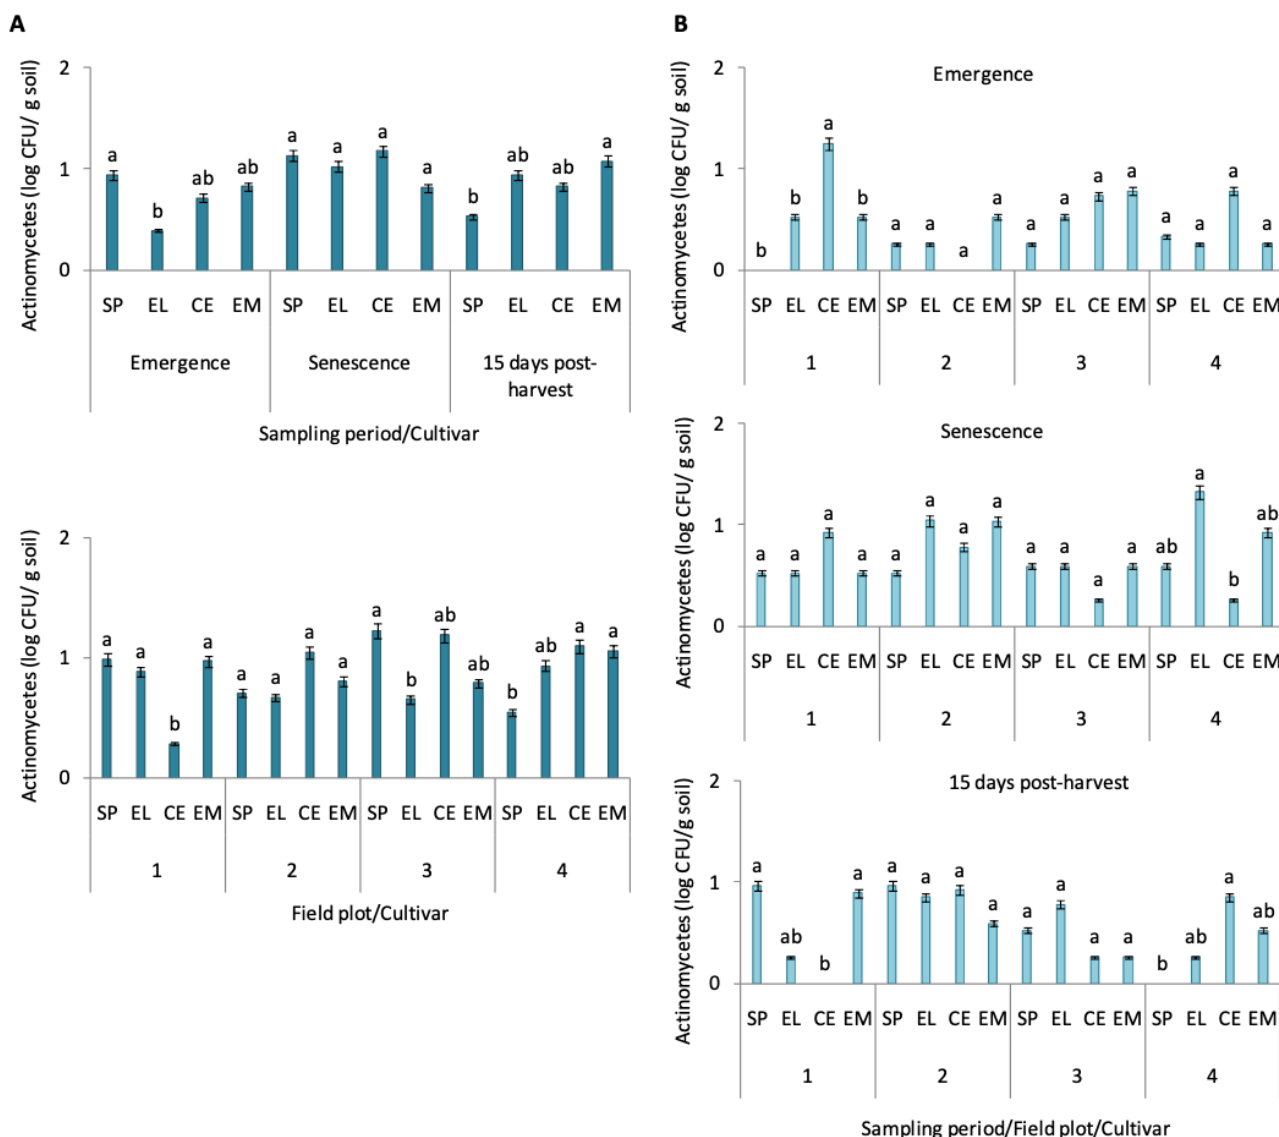 A
Actinomycetes (log CFU/ g soil)
2
1
0
a b ab ab a a a a b ab ab a
SP EL CE EM SP EL CE EM SP EL CE EM
Emergence Senescence 15 days post-
harvest
Sampling period/Cultivar
Actinomycetes (log CFU/ g soil)
2
1
0
a a b a a a a a a b ab ab b ab a a
SP EL CE EM SP EL CE EM SP EL CE EM SP EL CE EM
1 2 3 4
Field plot/Cultivar
B
Emergence
Actinomycetes (log CFU/ g soil)
2
1
0
b b a b a a a a a a a a a a a a
SP EL CE EM SP EL CE EM SP EL CE EM SP EL CE EM
1 2 3 4
Senescence
Actinomycetes (log CFU/ g soil)
2
1
0
a a a a a a a a a a a a ab a b ab
SP EL CE EM SP EL CE EM SP EL CE EM SP EL CE EM
1 2 3 4
15 days post-harvest
Actinomycetes (log CFU/g soil)
2
1
0
a ab b a a a a a a a a a b ab a ab
SP EL CE EM SP EL CE EM SP EL CE EM SP EL CE EM
1 2 3 4
Sampling period/Field plot/Cultivar